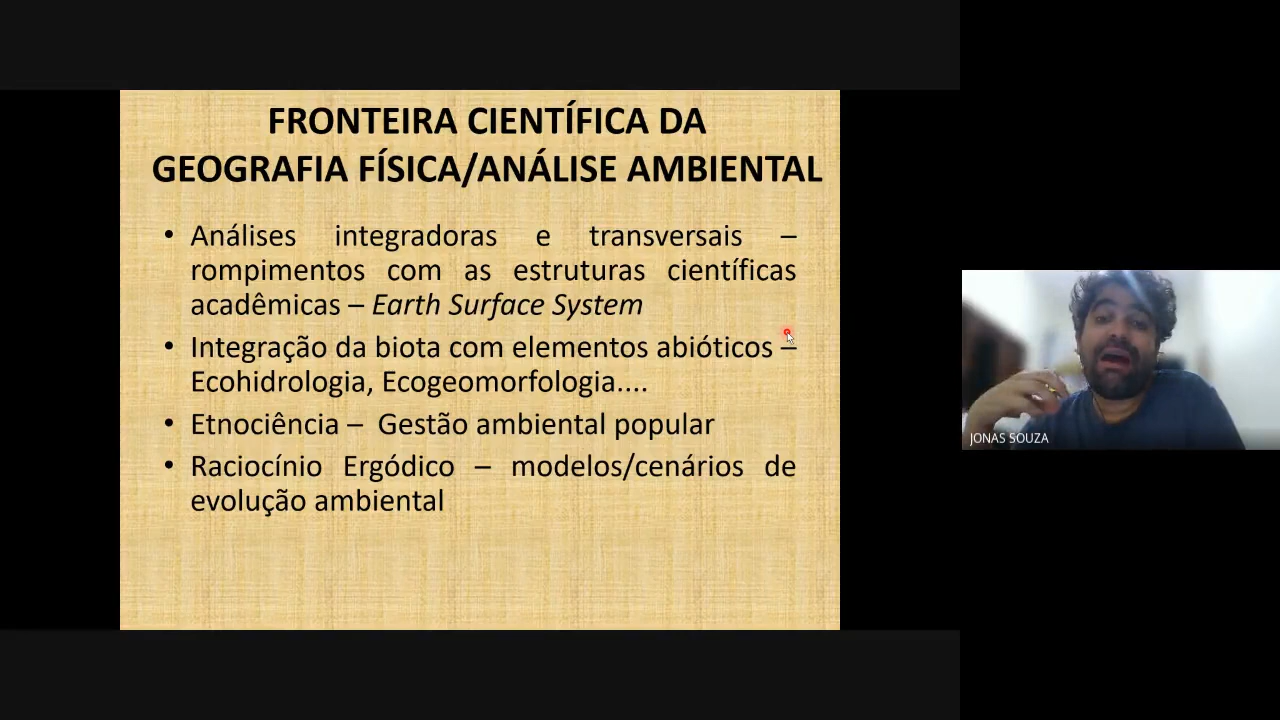 FRONTEIRA CIENTÍFICA DA
GEOGRAFIA FÍSICA/ANÁLISE AMBIENTAL
• Análises integradoras e transversais –
rompimentos com as estruturas científicas
acadêmicas – Earth Surface System
• Integração da biota com elementos abióticos –
Ecohidrologia, Ecogeomorfologia....
• Etnociência – Gestão ambiental popular
• Raciocínio Ergódico – modelos/cenários de
evolução ambiental
JONAS SOUZA